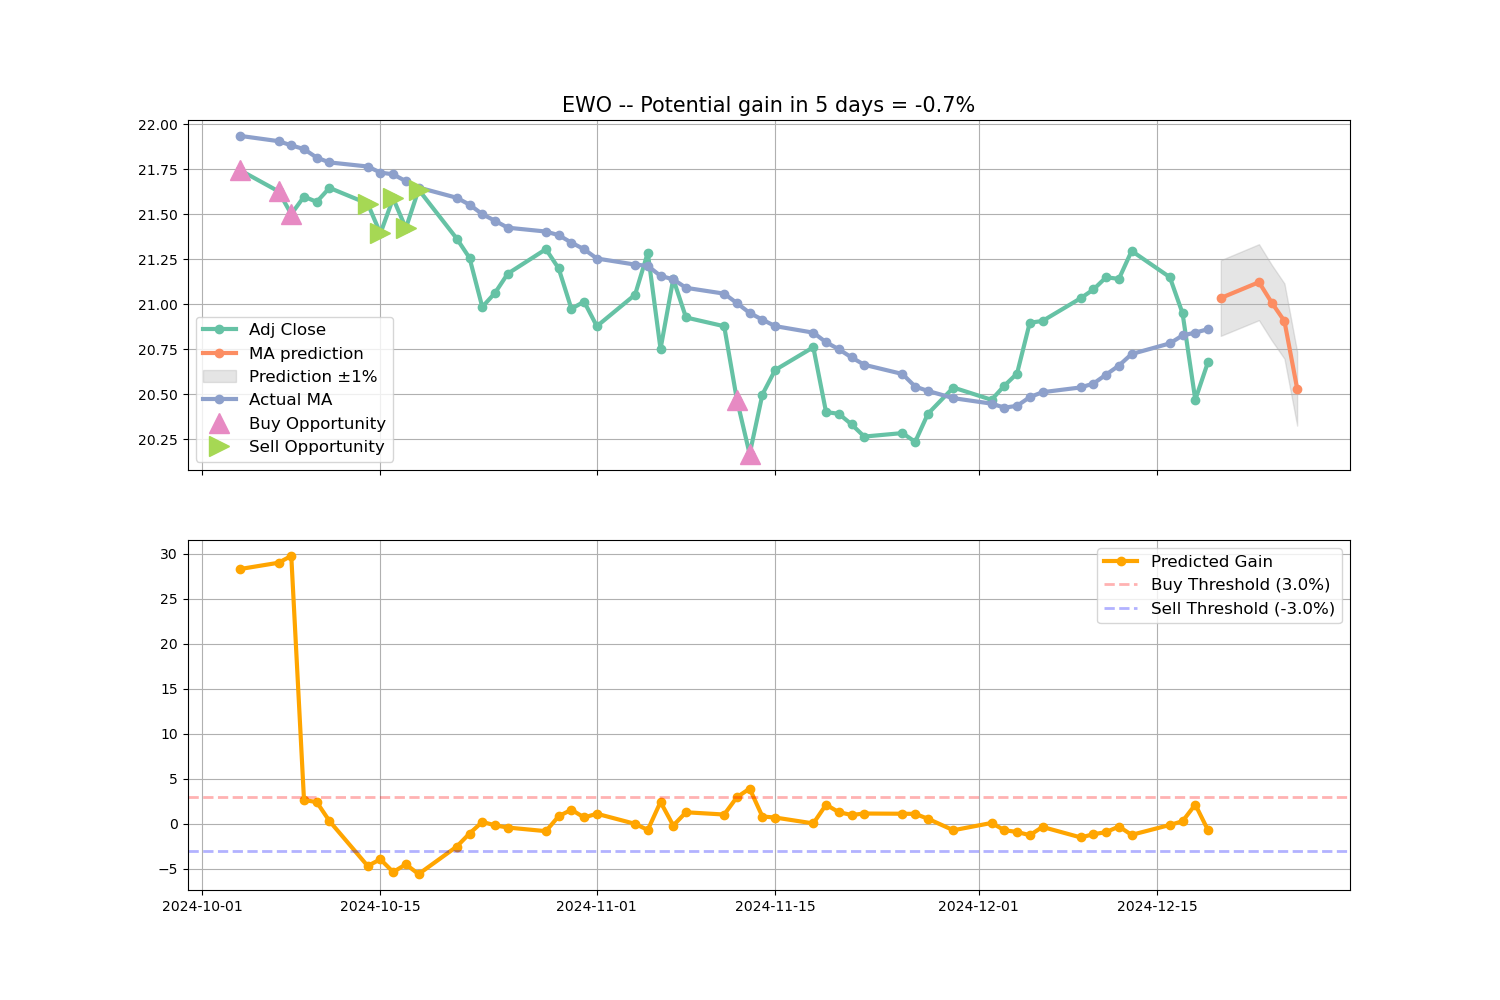 EWO -- Potential gain in 5 days = -0.7%
22.00
21.75
21.50
21.25
21.00
20.75
20.50
20.25
Adj Close
MA prediction
Prediction ±1%
Actual MA
Buy Opportunity
Sell Opportunity
30
25
20
15
10
5
0
−5
Predicted Gain
Buy Threshold (3.0%)
Sell Threshold (-3.0%)
2024-10-01 2024-10-15 2024-11-01 2024-11-15 2024-12-01 2024-12-15